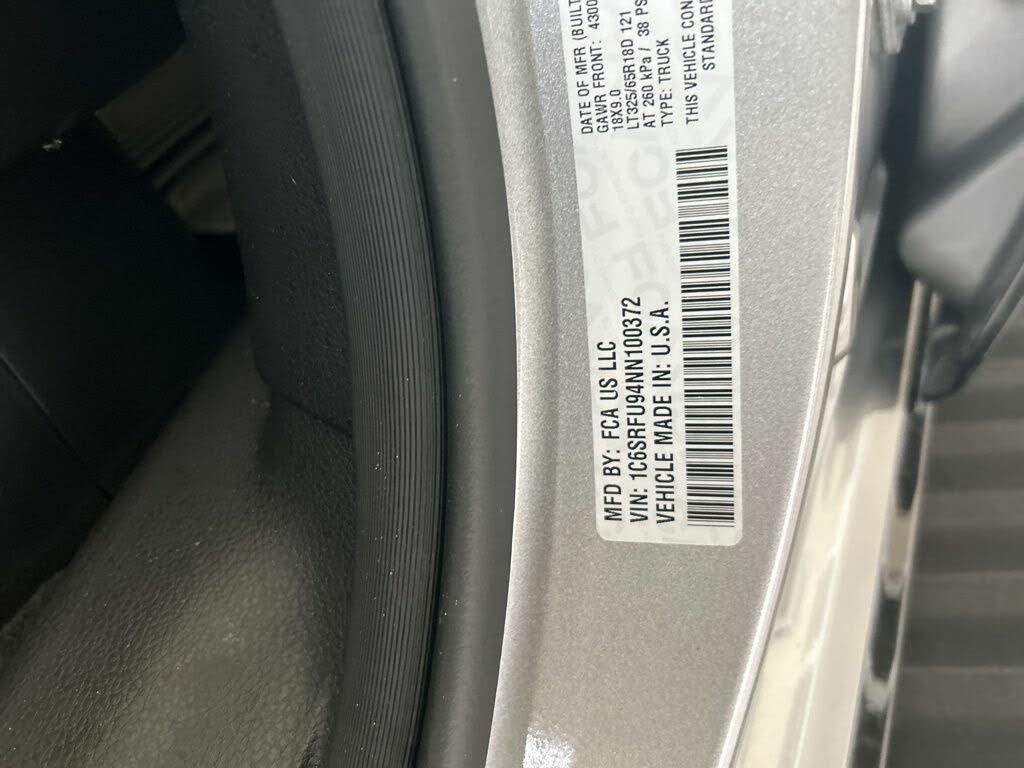 MFD BY: FCA US LLC
VIN: 1C6SRFU94NN100372
VEHICLE MADE IN: U.S.A.
DATE OF MFR (BUILT
GAWR FRONT: 4300
18X9.0
LT325/65R18D 121
AT 260 kPa / 38 PS
TYPE: TRUCK
THIS VEHICLE CON
STANDARD